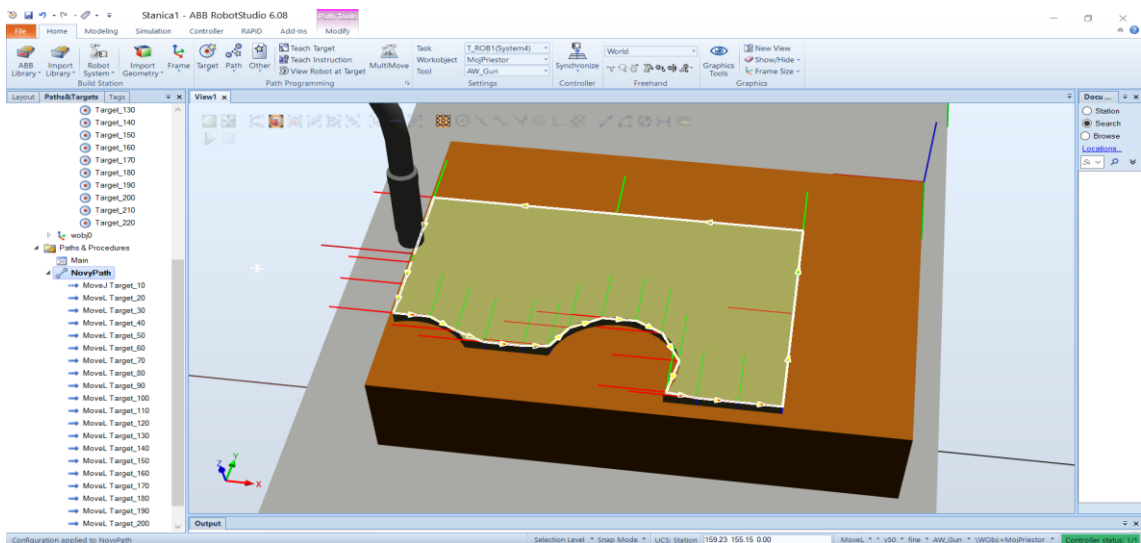 Stanica1 - ABB RobotStudio 6.08
Path Tools
File Home Modeling Simulation Controller RAPID Add-Ins Modify
ABB Library Import Library Robot System Import Geometry Frame Target Path Other Teach Target Teach Instruction View Robot at Target MultiMove Task T_ROB1(System4) Workobject MojPriestor Tool AW_Gun Synchronize World Graphics Tools New View Show/Hide Frame Size
Build Station Path Programming Settings Controller Freehand Graphics
Layout Paths&Targets Tags View1 Docu...
Target_130
Target_140
Target_150
Target_160
Target_170
Target_180
Target_190
Target_200
Target_210
Target_220
wobj0
Paths & Procedures
Main
NovyPath
MoveJ Target_10
MoveL Target_20
MoveL Target_30
MoveL Target_40
MoveL Target_50
MoveL Target_60
MoveL Target_70
MoveL Target_80
MoveL Target_90
MoveL Target_100
MoveL Target_110
MoveL Target_120
MoveL Target_130
MoveL Target_140
MoveL Target_150
MoveL Target_160
MoveL Target_170
MoveL Target_180
MoveL Target_190
MoveL Target_200
Z Y X
Station
Search
Browse
Locations...
Output
Configuration applied to NovyPath Selection Level Snap Mode UCS: Station 159.23 155.15 0.00 MoveL * v50 fine AW_Gun \WObj:=MojPriestor Controller status: 1/1